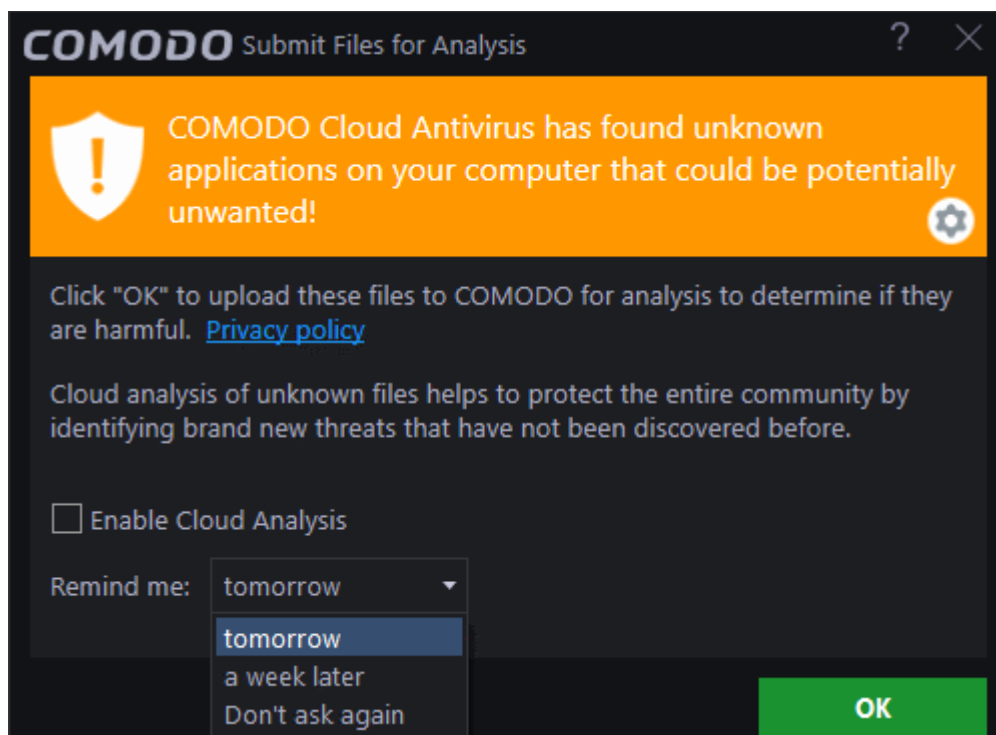 COMODO Submit Files for Analysis ?
COMODO Cloud Antivirus has found unknown
applications on your computer that could be potentially
unwanted!
Click "OK" to upload these files to COMODO for analysis to determine if they
are harmful. Privacy policy
Cloud analysis of unknown files helps to protect the entire community by
identifying brand new threats that have not been discovered before.
Enable Cloud Analysis
Remind me: tomorrow
tomorrow
a week later
Don't ask again
OK